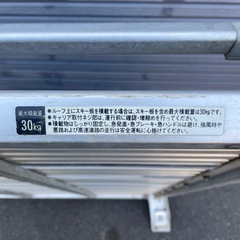 最大積載量
30kg
●ルーフ上にスキー板を積載する場合は、スキー板を含め最大積載量は30kgです。
●キャリア取付ネジ部は、運行前に確認・増締めを行って下さい。
●積載物はしっかり固定し、急発進・急ブレーキ・急ハンドルは避け、強風時や
悪路および高速道路の走行は安全運転に心掛けて下さい。